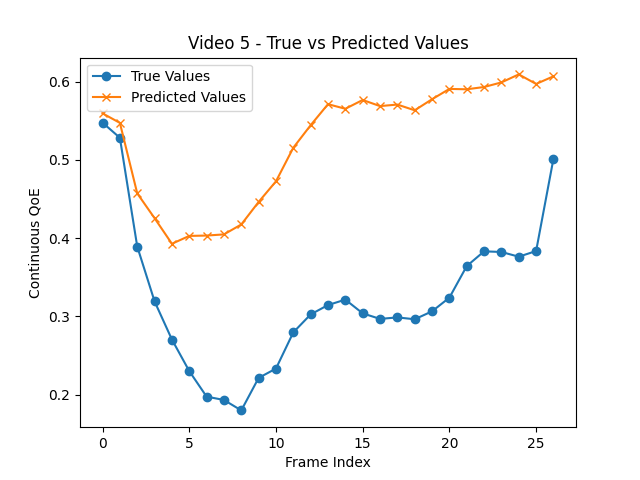 Video 5 - True vs Predicted Values
True Values
Predicted Values
Continuous QoE
0.6
0.5
0.4
0.3
0.2
0 5 10 15 20 25
Frame Index